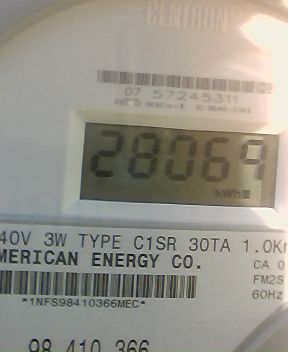 CENTRON
07 57245311
28069
kWh
40V 3W TYPE C1SR 30TA 1.0K
MERICAN ENERGY CO.
CA 0
FM2S
60Hz
*1NFS98410366MEC*
98 410 366